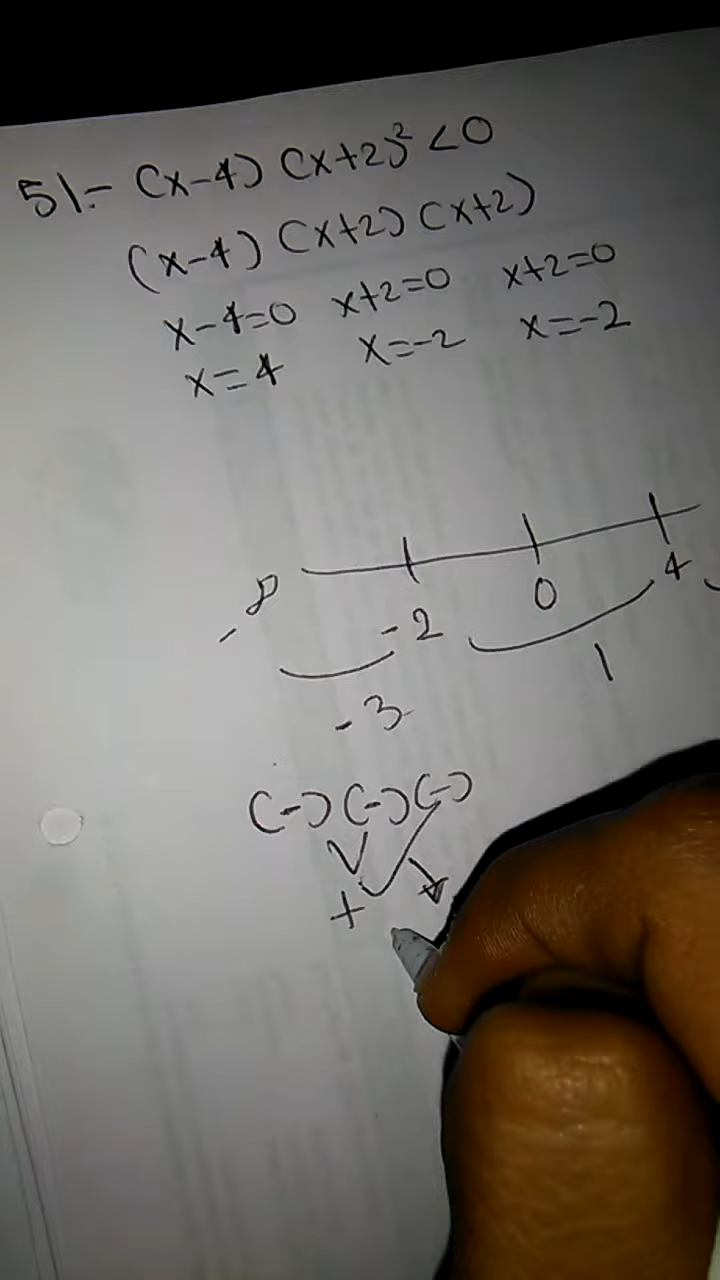 51:- (x-4) (x+2)² <0
(x-4) (x+2) (x+2)
x-4=0 x+2=0 x+2=0
x=4 x=-2 x=-2
-∞ -2 0 4
-3 1
(-) (-) (-)
+